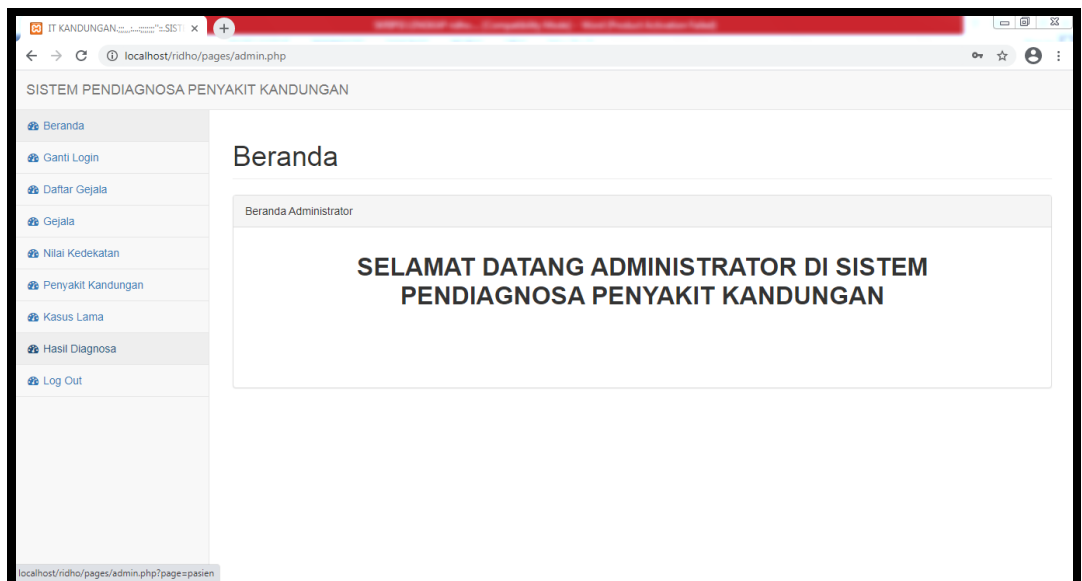 IT KANDUNGAN
localhost/ridho/pages/admin.php
SISTEM PENDIAGNOSA PENYAKIT KANDUNGAN
Beranda
Ganti Login
Daftar Gejala
Gejala
Nilai Kedekatan
Penyakit Kandungan
Kasus Lama
Hasil Diagnosa
Log Out
Beranda
Beranda Administrator
SELAMAT DATANG ADMINISTRATOR DI SISTEM
PENDIAGNOSA PENYAKIT KANDUNGAN
localhost/ridho/pages/admin.php?page=pasien